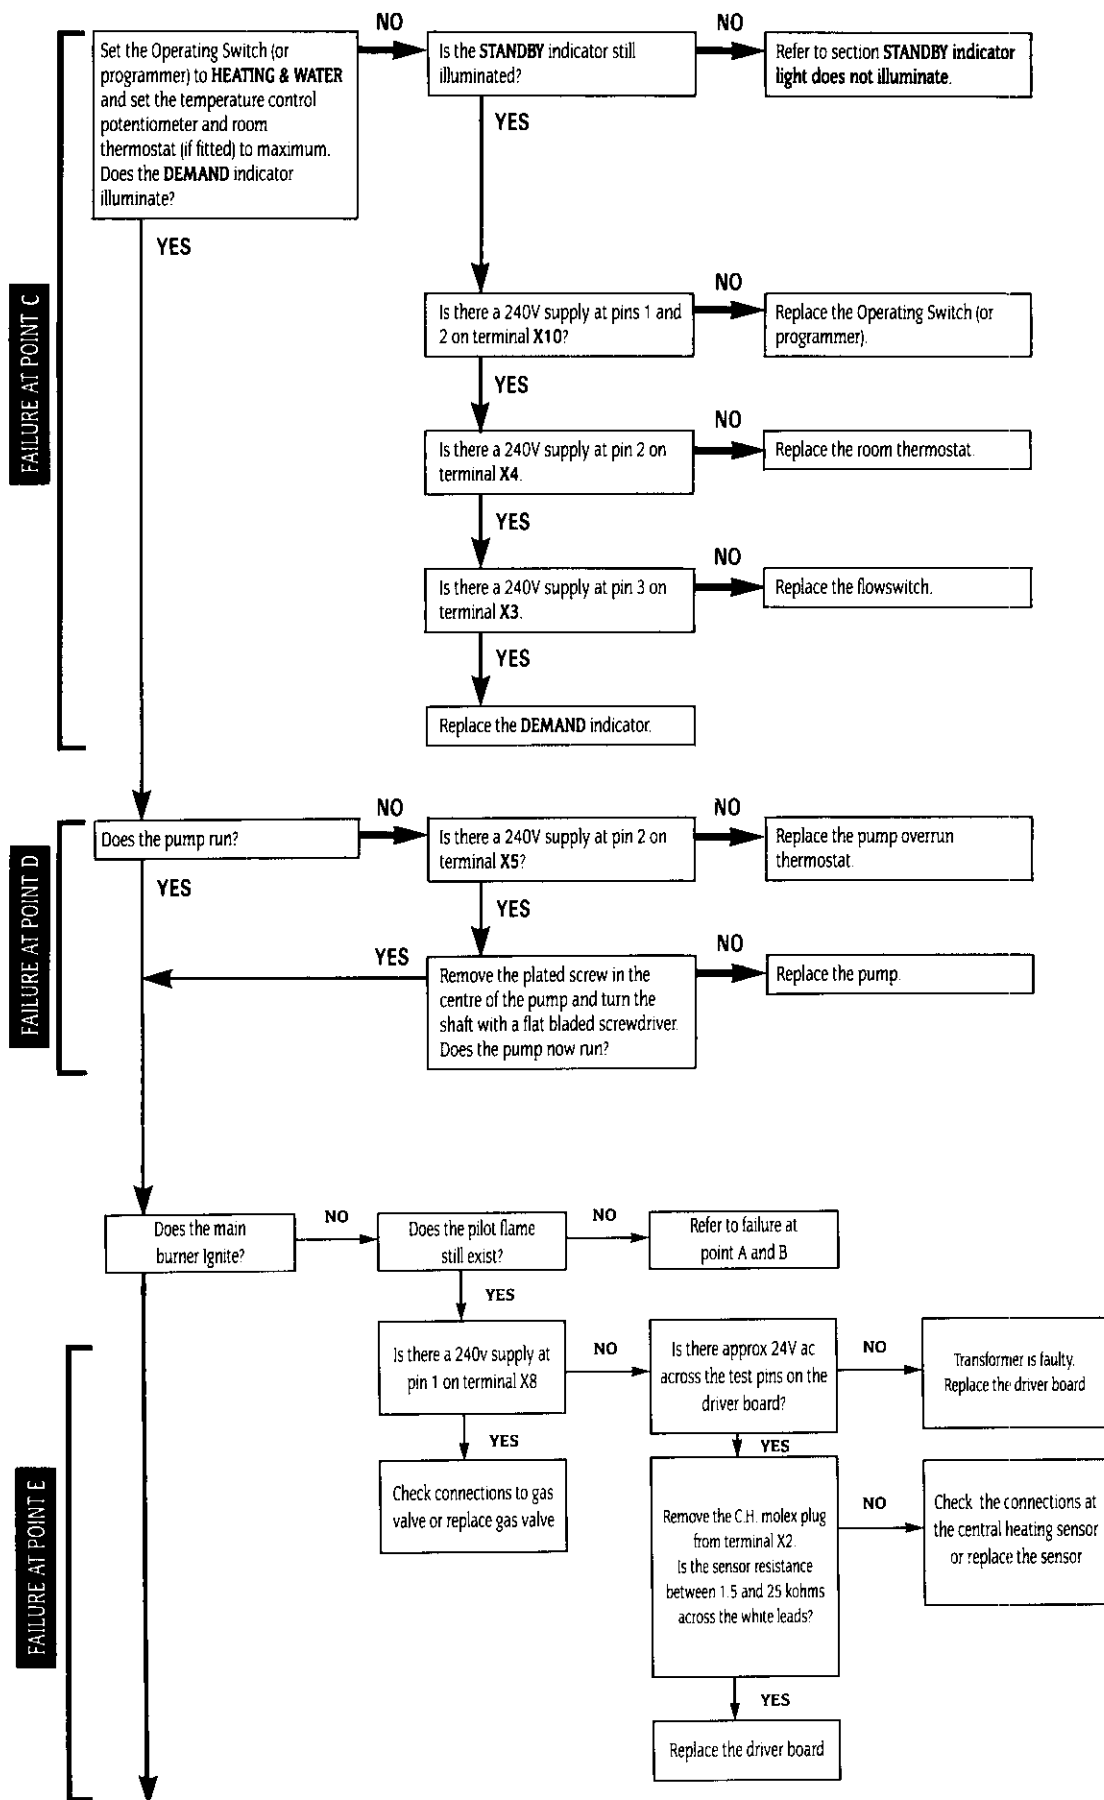 NO
NO
Set the Operating Switch (or
programmer) to HEATING & WATER
and set the temperature control
potentiometer and room
thermostat (if fitted) to maximum.
Does the DEMAND indicator
illuminate?
Is the STANDBY indicator still
illuminated?
Refer to section STANDBY indicator
light does not illuminate.
YES
YES
FAILURE AT POINT C
NO
Is there a 240V supply at pins 1 and
2 on terminal X10?
Replace the Operating Switch (or
programmer).
YES
NO
Is there a 240V supply at pin 2 on
terminal X4.
Replace the room thermostat.
YES
NO
Is there a 240V supply at pin 3 on
terminal X3.
Replace the flowswitch.
YES
Replace the DEMAND indicator.
NO
NO
Does the pump run?
Is there a 240V supply at pin 2 on
terminal X5?
Replace the pump overrun
thermostat.
YES
YES
FAILURE AT POINT D
YES
NO
Remove the plated screw in the
centre of the pump and turn the
shaft with a flat bladed screwdriver.
Does the pump now run?
Replace the pump.
Does the main
burner Ignite?
NO
Does the pilot flame
still exist?
NO
Refer to failure at
point A and B
YES
Is there a 240v supply at
pin 1 on terminal X8
NO
Is there approx 24V ac
across the test pins on the
driver board?
NO
Transformer is faulty.
Replace the driver board
YES
YES
FAILURE AT POINT E
Check connections to gas
valve or replace gas valve
Remove the C.H. molex plug
from terminal X2.
Is the sensor resistance
between 1.5 and 25 kohms
across the white leads?
NO
Check the connections at
the central heating sensor
or replace the sensor
YES
Replace the driver board